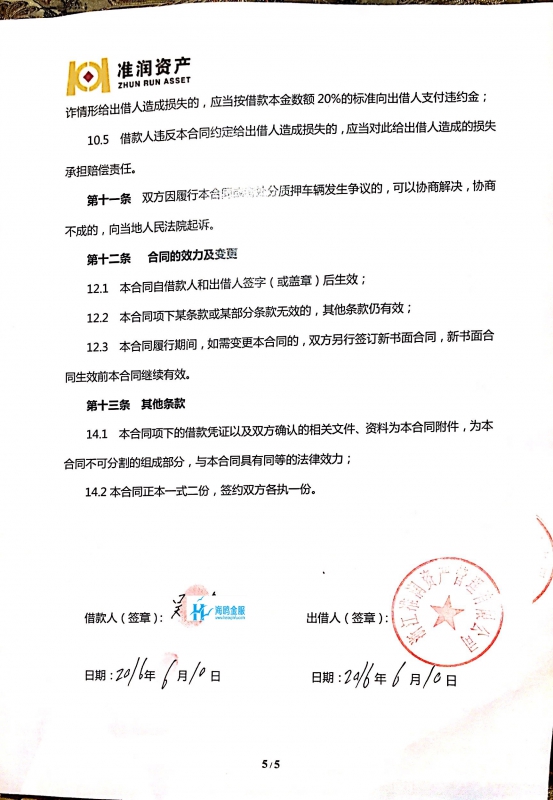 准润资产
ZHUN RUN ASSET
诈情形给出借人造成损失的，应当按借款本金数额 20%的标准向出借人支付违约金；
10.5 借款人违反本合同约定给出借人造成损失的，应当对此给出借人造成的损失
承担赔偿责任。
第十一条 双方因履行本合同 处分质押车辆发生争议的，可以协商解决，协商
不成的，向当地人民法院起诉。
第十二条 合同的效力及变更
12.1 本合同自借款人和出借人签字（或盖章）后生效；
12.2 本合同项下某条款或某部分条款无效的，其他条款仍有效；
12.3 本合同履行期间，如需变更本合同的，双方另行签订新书面合同，新书面合
同生效前本合同继续有效。
第十三条 其他条款
14.1 本合同项下的借款凭证以及双方确认的相关文件、资料为本合同附件，为本
合同不可分割的组成部分，与本合同具有同等的法律效力；
14.2本合同正本一式二份，签约双方各执一份。
借款人（签章）： 海鸥金服
出借人（签章）： 浙江准润资产管理有限公司
日期：2016年 6 月10日
日期：2016 年 6 月10日
5 / 5